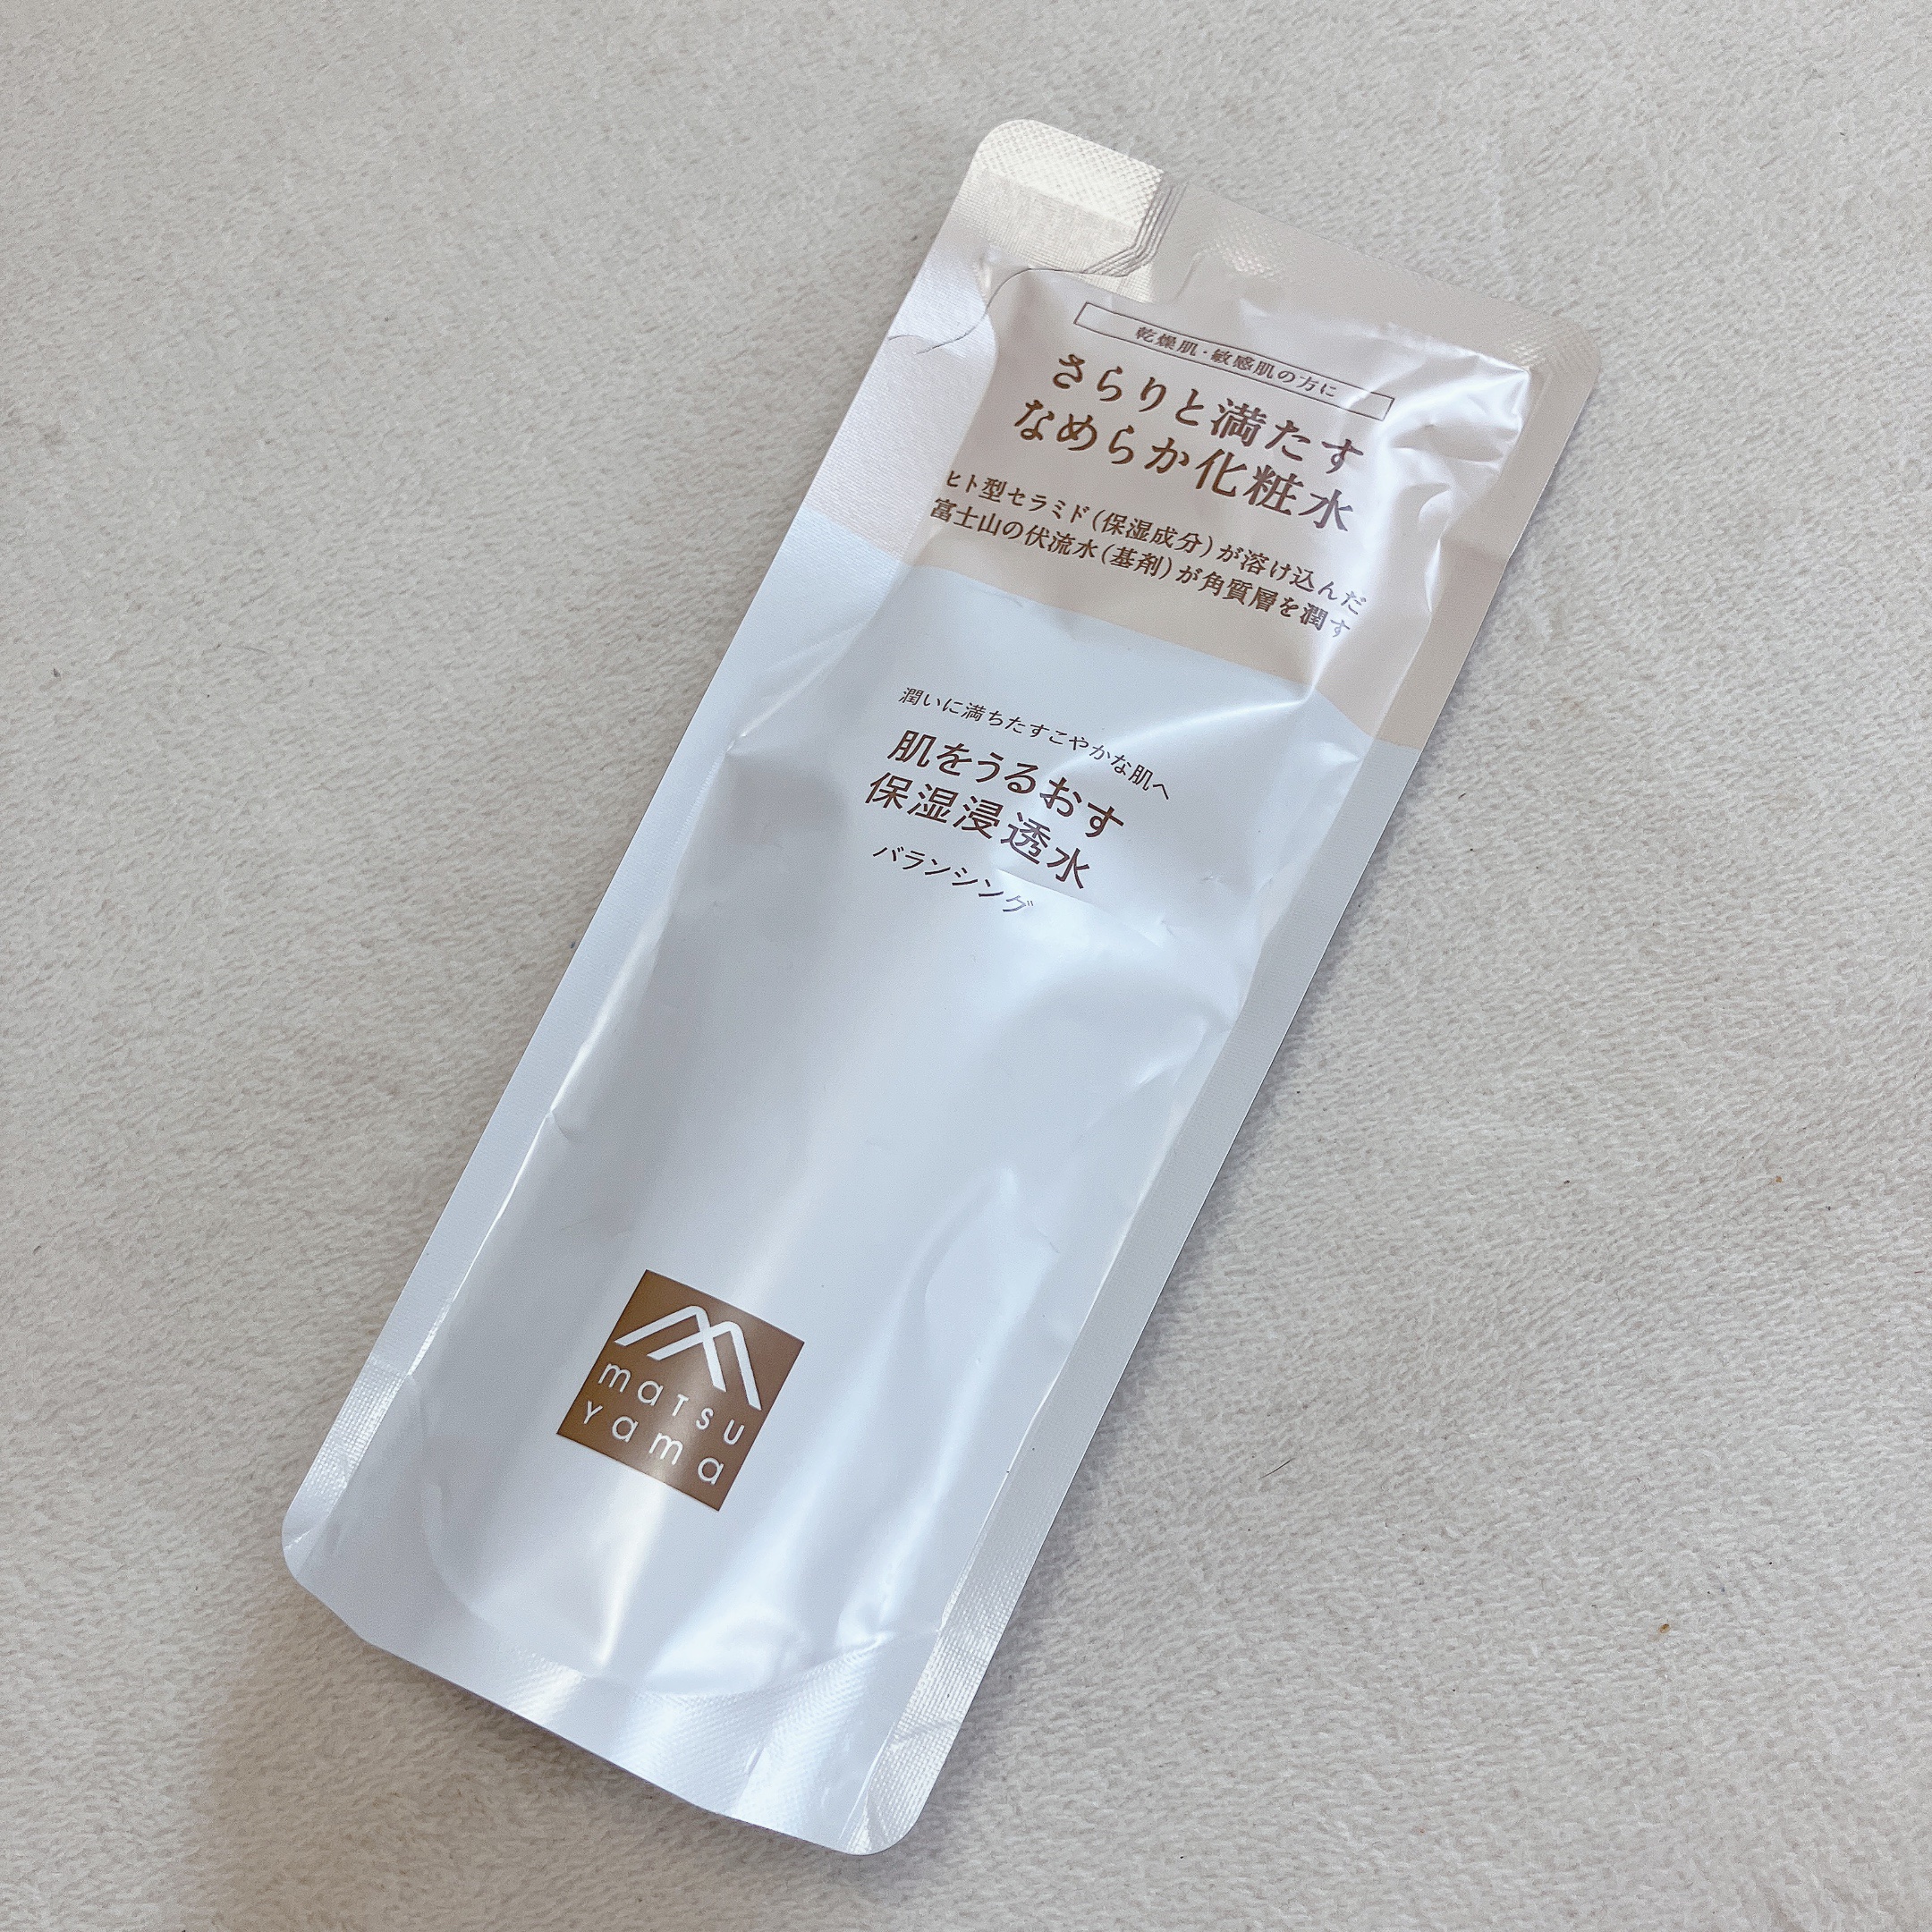 乾燥肌・敏感肌の方に
さらりと満たす
なめらか化粧水
ヒト型セラミド(保湿成分)が溶け込んだ
富士山の伏流水(基剤)が角質層を潤す
潤いに満ちたすこやかな肌へ
肌をうるおす
保湿浸透水
バランシング
maTSU
Yama